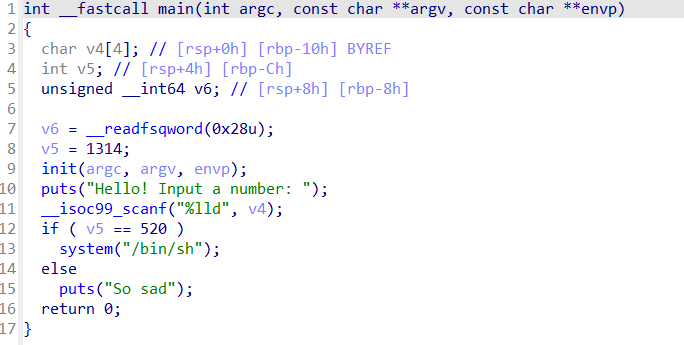 1 int __fastcall main(int argc, const char **argv, const char **envp)
2 {
3   char v4[4]; // [rsp+0h] [rbp-10h] BYREF
4   int v5; // [rsp+4h] [rbp-Ch]
5   unsigned __int64 v6; // [rsp+8h] [rbp-8h]
6
7   v6 = __readfsqword(0x28u);
8   v5 = 1314;
9   init(argc, argv, envp);
10   puts("Hello! Input a number: ");
11   __isoc99_scanf("%lld", v4);
12   if ( v5 == 520 )
13     system("/bin/sh");
14   else
15     puts("So sad");
16   return 0;
17 }